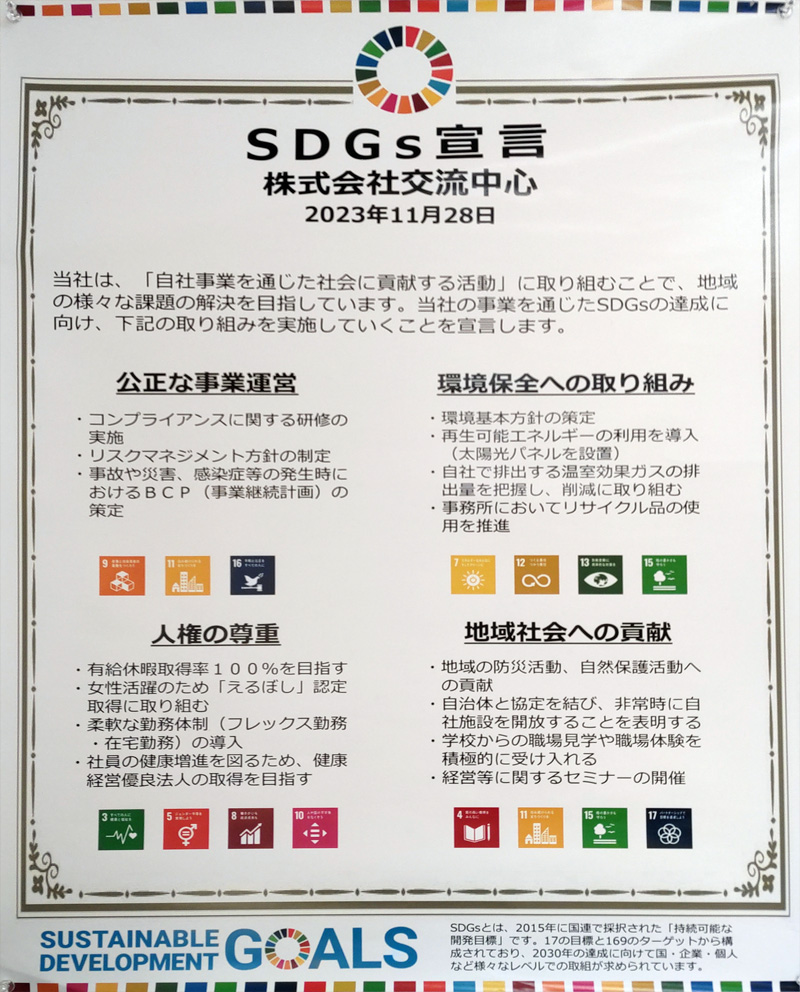 SDGs宣言
株式会社交流中心
2023年11月28日
当社は、「自社事業を通じた社会に貢献する活動」に取り組むことで、地域
の様々な課題の解決を目指しています。当社の事業を通じたSDGsの達成に
向け、下記の取り組みを実施していくことを宣言します。
公正な事業運営
・コンプライアンスに関する研修の
実施
・リスクマネジメント方針の制定
・事故や災害、感染症等の発生時に
おけるＢＣＰ（事業継続計画）の
策定
9
11
16
環境保全への取り組み
・環境基本方針の策定
・再生可能エネルギーの利用を導入
（太陽光パネルを設置）
・自社で排出する温室効果ガスの排
出量を把握し、削減に取り組む
・事務所においてリサイクル品の使
用を推進
7
12
13
15
人権の尊重
・有給休暇取得率１００％を目指す
・女性活躍のため「えるぼし」認定
取得に取り組む
・柔軟な勤務体制（フレックス勤務
・在宅勤務）の導入
・社員の健康増進を図るため、健康
経営優良法人の取得を目指す
3
5
8
10
地域社会への貢献
・地域の防災活動、自然保護活動へ
の貢献
・自治体と協定を結び、非常時に自
社施設を開放することを表明する
・学校からの職場見学や職場体験を
積極的に受け入れる
・経営等に関するセミナーの開催
4
11
15
17
SUSTAINABLE
DEVELOPMENT
GOALS
SDGsとは、2015年に国連で採択された「持続可能な
開発目標」です。17の目標と169のターゲットから構
成されており、2030年の達成に向けて国・企業・個人
など様々なレベルでの取組が求められています。